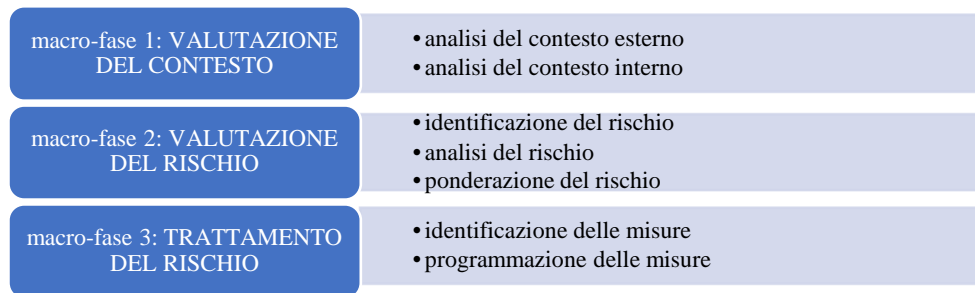 macro-fase 1: VALUTAZIONE
DEL CONTESTO
• analisi del contesto esterno
• analisi del contesto interno
macro-fase 2: VALUTAZIONE
DEL RISCHIO
• identificazione del rischio
• analisi del rischio
• ponderazione del rischio
macro-fase 3: TRATTAMENTO
DEL RISCHIO
• identificazione delle misure
• programmazione delle misure